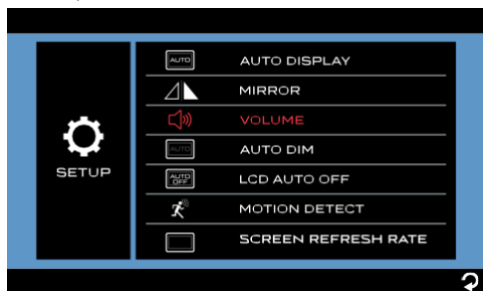 SETUP
AUTO
AUTO DISPLAY
MIRROR
VOLUME
AUTO
AUTO DIM
AUTO
OFF
LCD AUTO OFF
MOTION DETECT
SCREEN REFRESH RATE